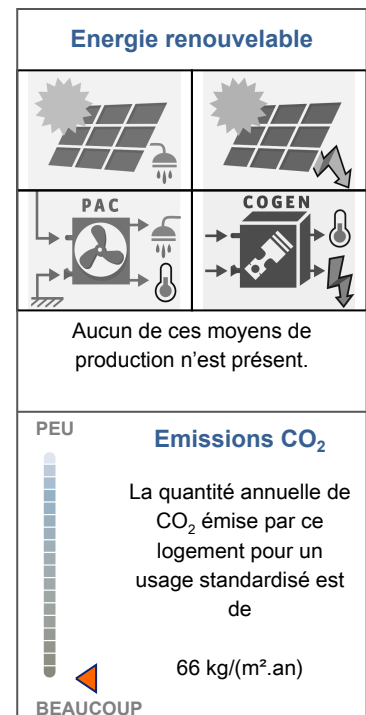 Energie renouvelable
PAC
COGEN
Aucun de ces moyens de
production n'est présent.
PEU
Emissions CO₂
La quantité annuelle de
CO₂ émise par ce
logement pour un
usage standardisé est
de
66 kg/(m².an)
BEAUCOUP